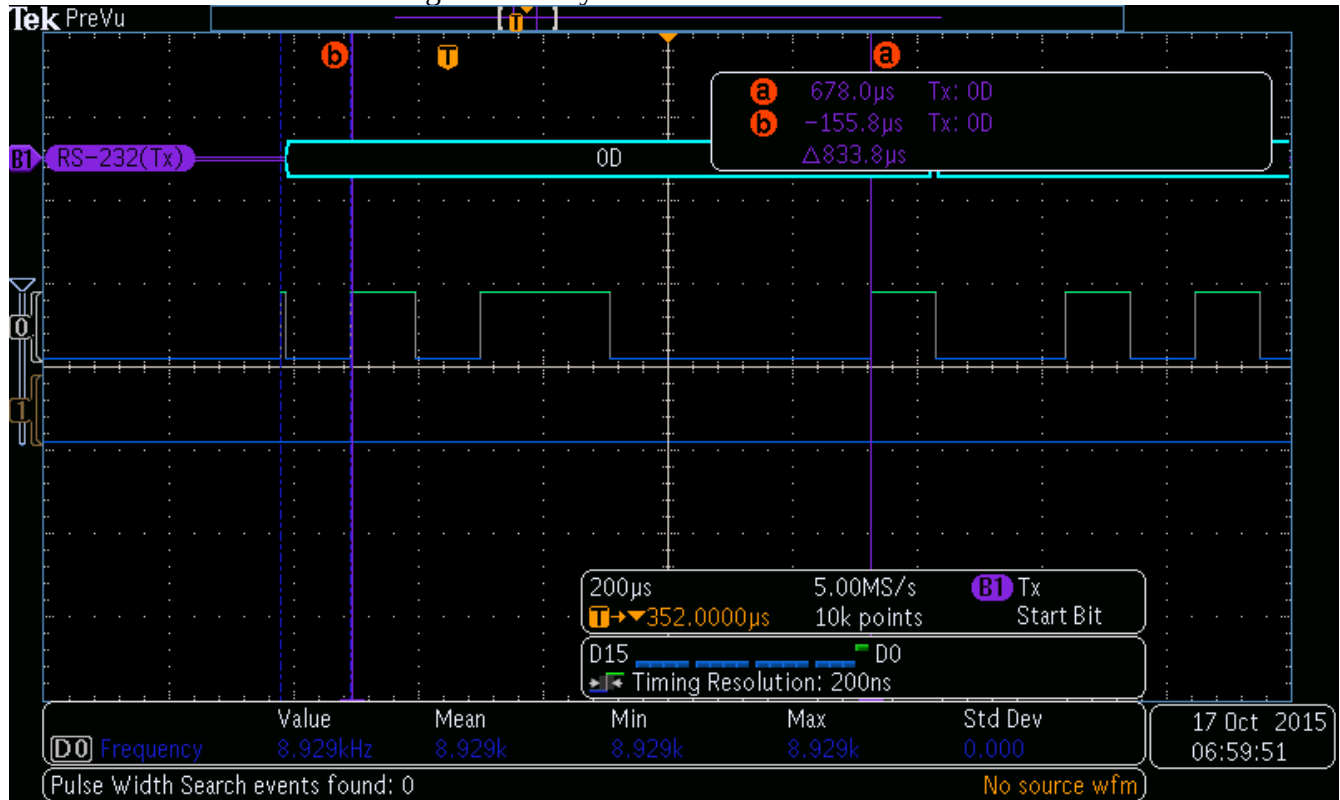 Tek PreVu
T
b T a
a 678.0µs Tx: 0D
b −155.8µs Tx: 0D
Δ833.8µs
B1 RS-232(Tx) 0D
0
1
200µs 5.00MS/s B1 Tx
T→▼352.0000µs 10k points Start Bit
D15 D0
Timing Resolution: 200ns
Value Mean Min Max Std Dev
D0 Frequency 8.929kHz 8.929k 8.929k 8.929k 0.000
17 Oct 2015
06:59:51
Pulse Width Search events found: 0 No source wfm